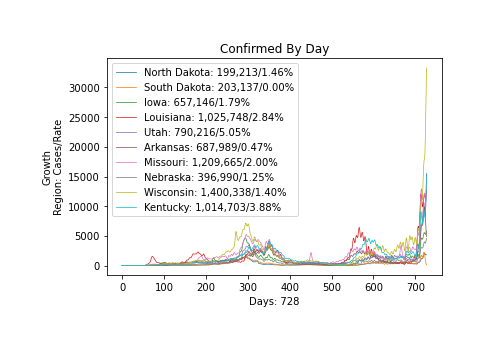 Confirmed By Day
Growth
Region: Cases/Rate
30000
25000
20000
15000
10000
5000
0
North Dakota: 199,213/1.46%
South Dakota: 203,137/0.00%
Iowa: 657,146/1.79%
Louisiana: 1,025,748/2.84%
Utah: 790,216/5.05%
Arkansas: 687,989/0.47%
Missouri: 1,209,665/2.00%
Nebraska: 396,990/1.25%
Wisconsin: 1,400,338/1.40%
Kentucky: 1,014,703/3.88%
0 100 200 300 400 500 600 700
Days: 728